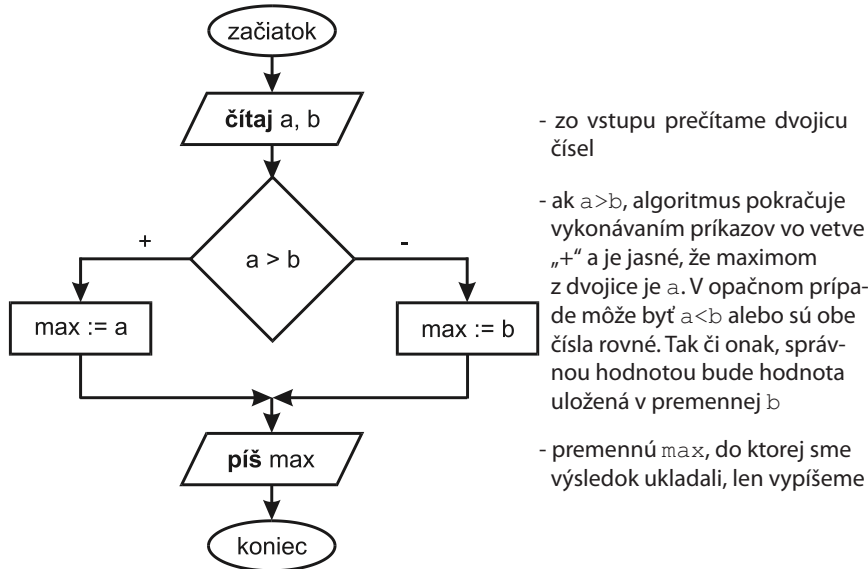 začiatok
čítaj a, b
a > b
+
-
max := a
max := b
píš max
koniec
- zo vstupu prečítame dvojicu
čísel
- ak a>b, algoritmus pokračuje
vykonávaním príkazov vo vetve
„+“ a je jasné, že maximom
z dvojice je a. V opačnom prípa-
de môže byť a<b alebo sú obe
čísla rovné. Tak či onak, správ-
nou hodnotou bude hodnota
uložená v premennej b
- premennú max, do ktorej sme
výsledok ukladali, len vypíšeme